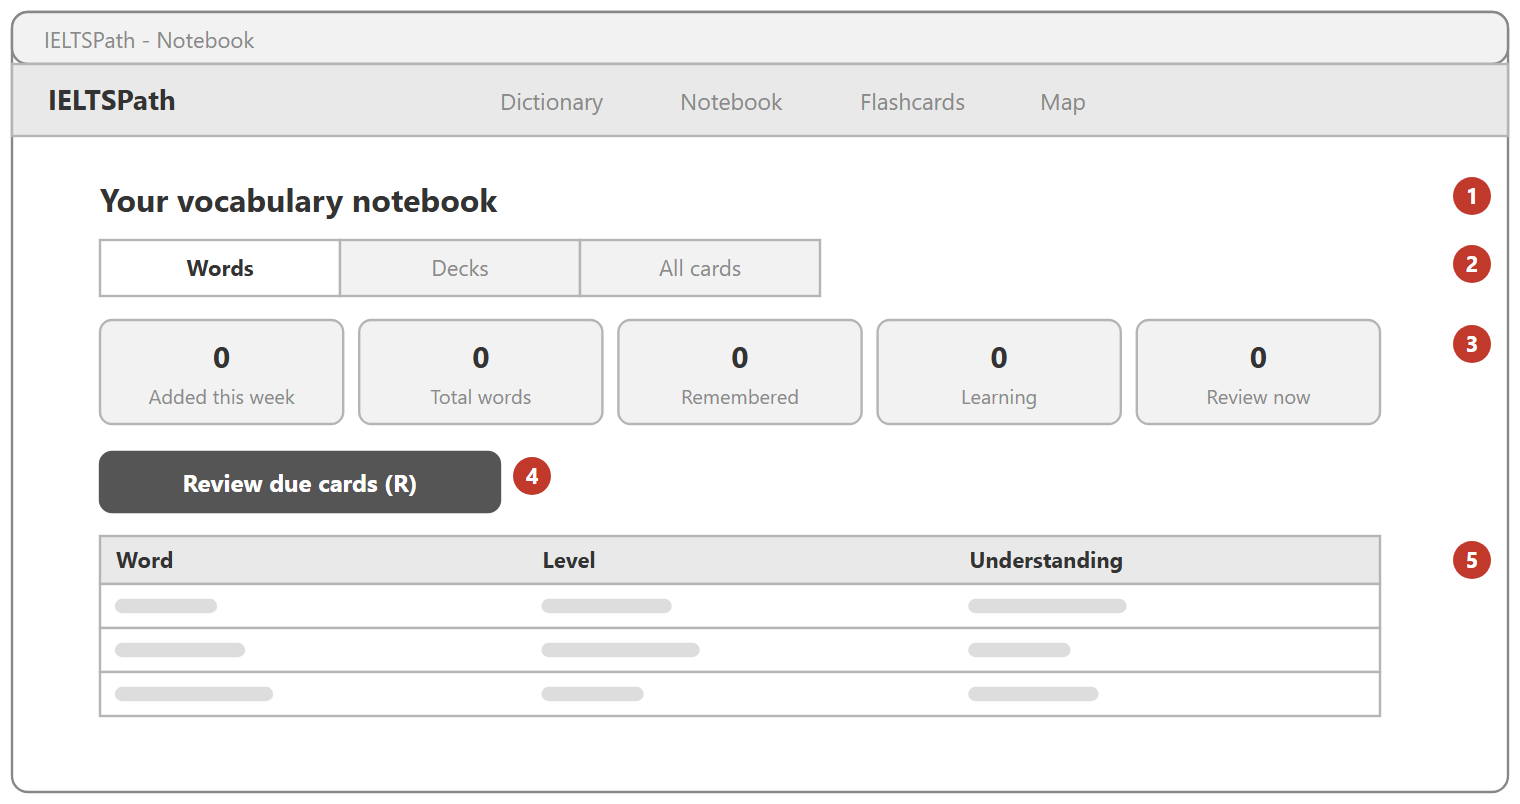 IELTSPath - Notebook
IELTSPath Dictionary Notebook Flashcards Map
Your vocabulary notebook 1
Words Decks All cards 2
0 0 0 0 0 3
Added this week Total words Remembered Learning Review now
Review due cards (R) 4
Word Level Understanding 5